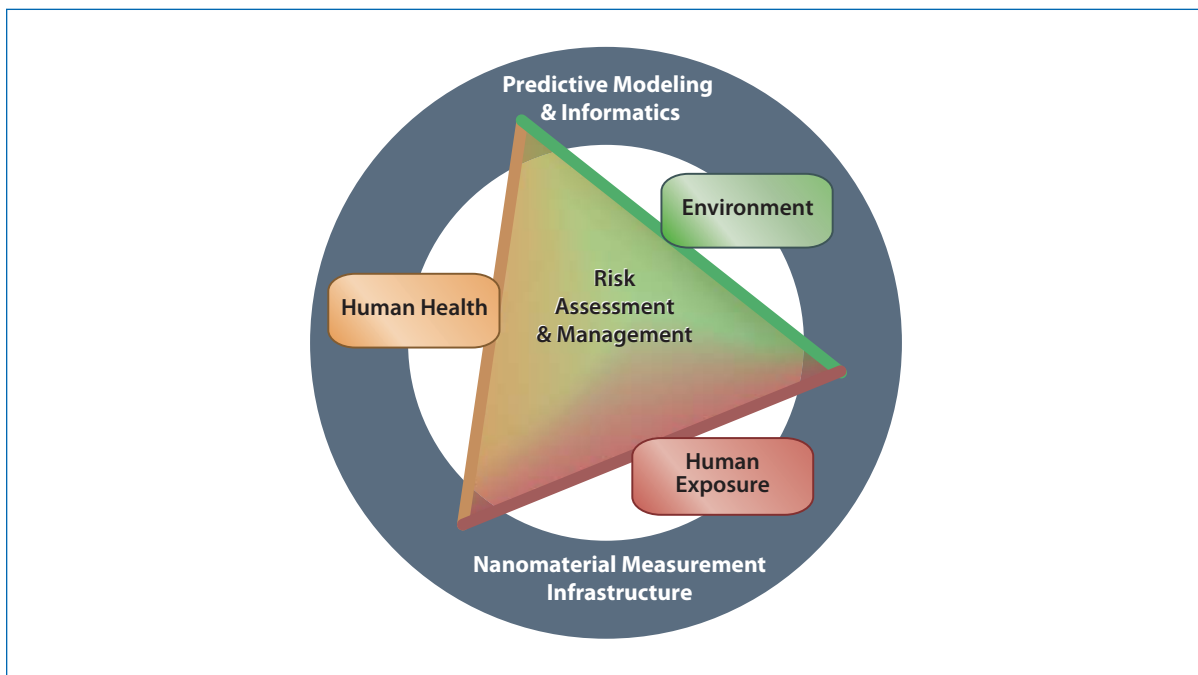 Predictive Modeling
& Informatics
Environment
Human Health
Risk
Assessment
& Management
Human
Exposure
Nanomaterial Measurement
Infrastructure